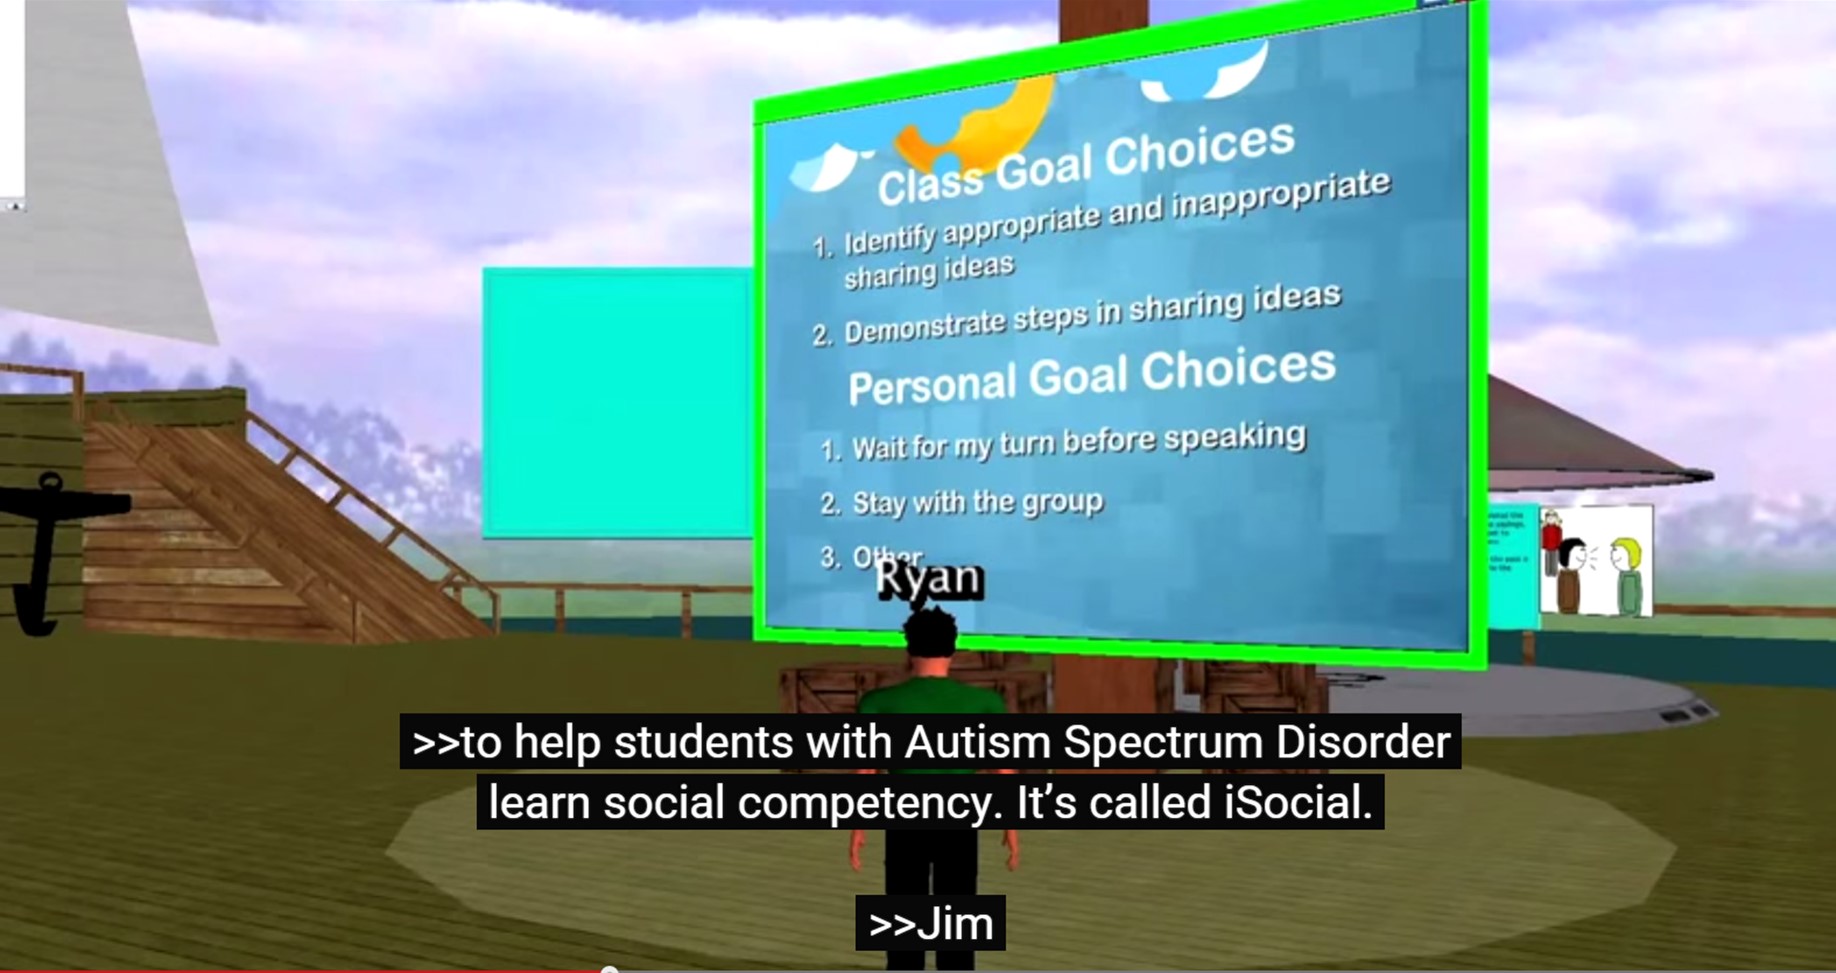 Class Goal Choices
1. Identify appropriate and inappropriate
sharing ideas
2. Demonstrate steps in sharing ideas
Personal Goal Choices
1. Wait for my turn before speaking
2. Stay with the group
3. Other
Ryan
>>to help students with Autism Spectrum Disorder
learn social competency. It’s called iSocial.
>>Jim